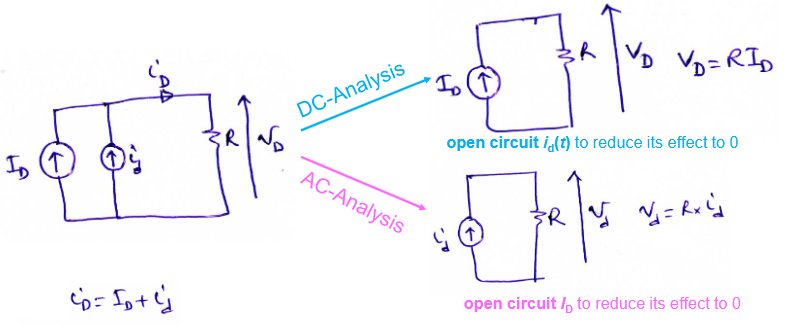 i_D
I_D
i_d
R
v_D
i_D = I_D + i_d
DC-Analysis
AC-Analysis
I_D
R
V_D
V_D = R I_D
open circuit i_d(t) to reduce its effect to 0
i_d
R
v_d
v_d = R × i_d
open circuit I_D to reduce its effect to 0